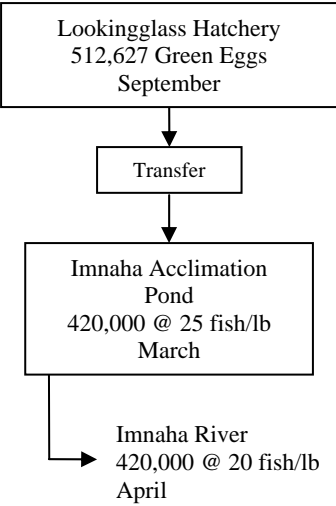 Lookingglass Hatchery
512,627 Green Eggs
September
Transfer
Imnaha Acclimation
Pond
420,000 @ 25 fish/lb
March
Imnaha River
420,000 @ 20 fish/lb
April